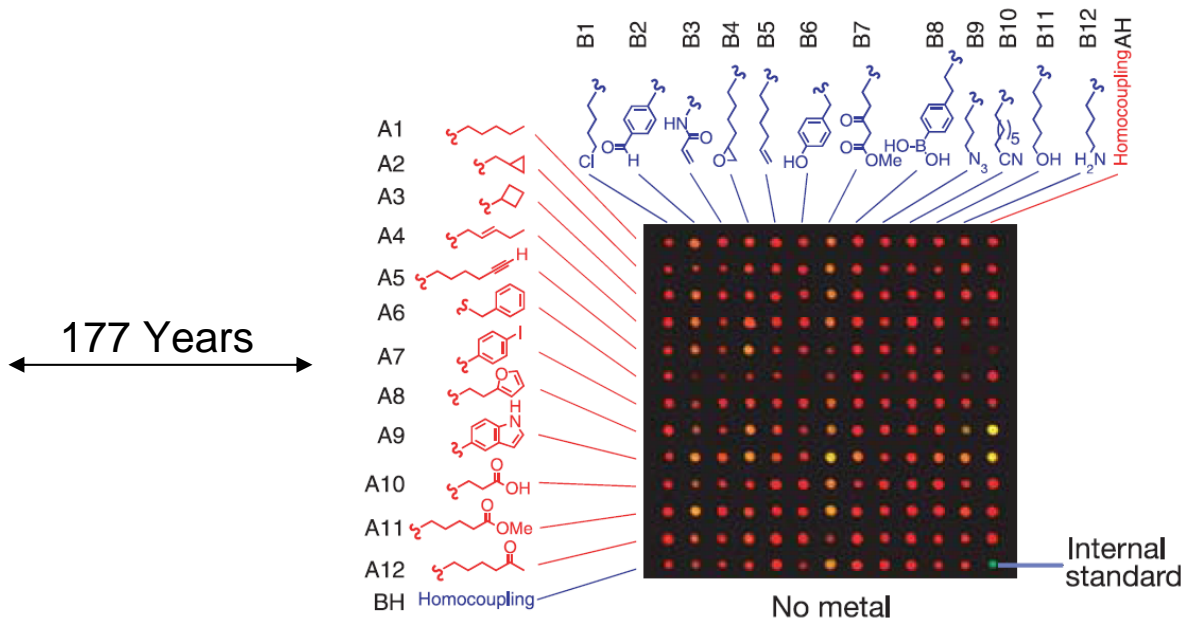 B1
B2
B3
B4
B5
B6
B7
B8
B9
B10
B11
B12
AH
Homocoupling
Cl
O
H
HN
O
O
HO
O
O
OMe
HO
B
OH
N3
5
CN
OH
H2N
177 Years
A1
A2
A3
A4
H
A5
A6
I
A7
O
A8
H
N
A9
O
A10
OH
O
A11
OMe
O
A12
BH Homocoupling
Internal
standard
No metal